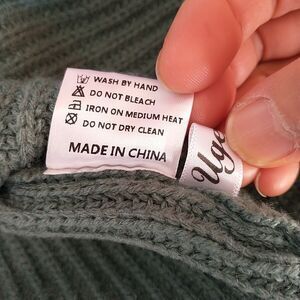 WASH BY HAND
DO NOT BLEACH
IRON ON MEDIUM HEAT
DO NOT DRY CLEAN
MADE IN CHINA